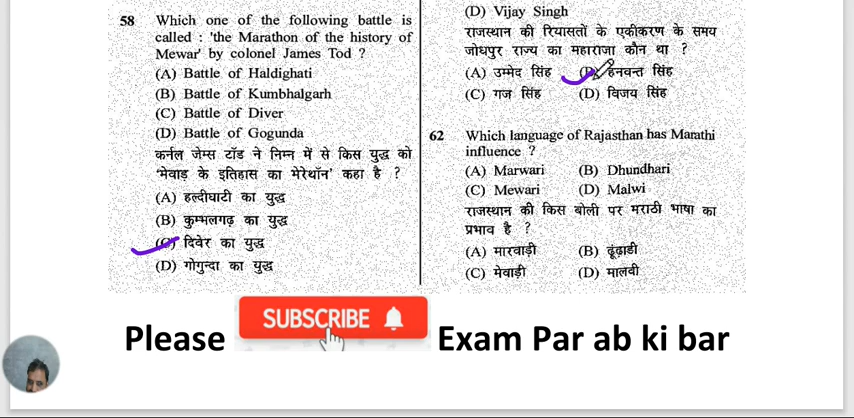 58 Which one of the following battle is
called : 'the Marathon of the history of
Mewar' by colonel James Tod ?
(A) Battle of Haldighati
(B) Battle of Kumbhalgarh
(C) Battle of Diver
(D) Battle of Gogunda
कर्नल जेम्स टॉड ने निम्न में से किस युद्ध को
'मेवाड़ के इतिहास का मेरेथॉन' कहा है ?
(A) हल्दीघाटी का युद्ध
(B) कुम्भलगढ़ का युद्ध
(C) दिवेर का युद्ध
(D) गोगुन्दा का युद्ध
(D) Vijay Singh
राजस्थान की रियासतों के एकीकरण के समय
जोधपुर राज्य का महाराजा कौन था ?
(A) उम्मेद सिंह (B) हनवन्त सिंह
(C) गज सिंह (D) विजय सिंह
62 Which language of Rajasthan has Marathi
influence ?
(A) Marwari (B) Dhundhari
(C) Mewari (D) Malwi
राजस्थान की किस बोली पर मराठी भाषा का
प्रभाव है ?
(A) मारवाड़ी (B) ढूंढ़ाडी
(C) मेवाड़ी (D) मालवी
Please SUBSCRIBE Exam Par ab ki bar